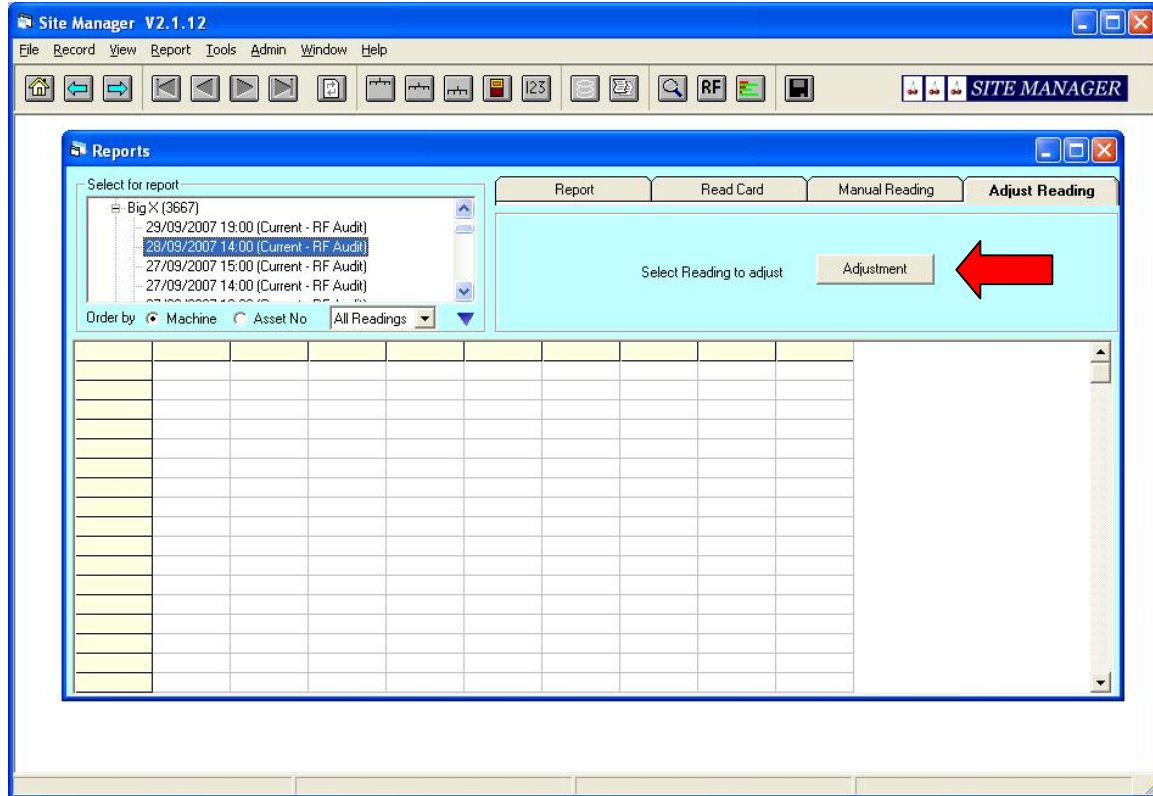 Site Manager V2.1.12
File Record View Report Tools Admin Window Help
123 RF SITE MANAGER
Reports
Select for report
Big X (3667)
29/09/2007 19:00 (Current - RF Audit)
28/09/2007 14:00 (Current - RF Audit)
27/09/2007 15:00 (Current - RF Audit)
27/09/2007 14:00 (Current - RF Audit)
Order by Machine Asset No All Readings
Report Read Card Manual Reading Adjust Reading
Select Reading to adjust Adjustment